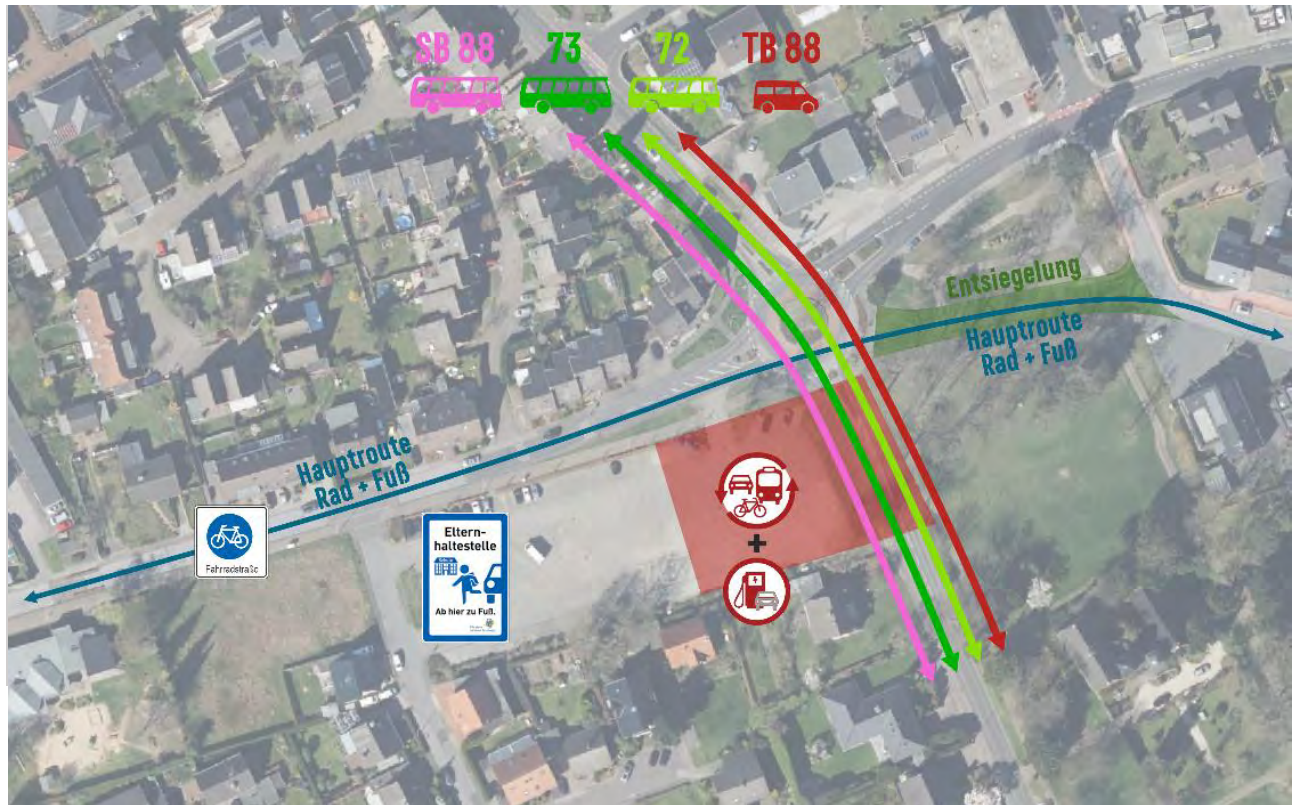 SB 88
73
72
TB 88
Entsiegelung
Hauptroute
Rad + Fuß
Hauptroute
Rad + Fuß
Fahrradstraße
Eltern-
haltestelle
Ab hier zu Fuß.